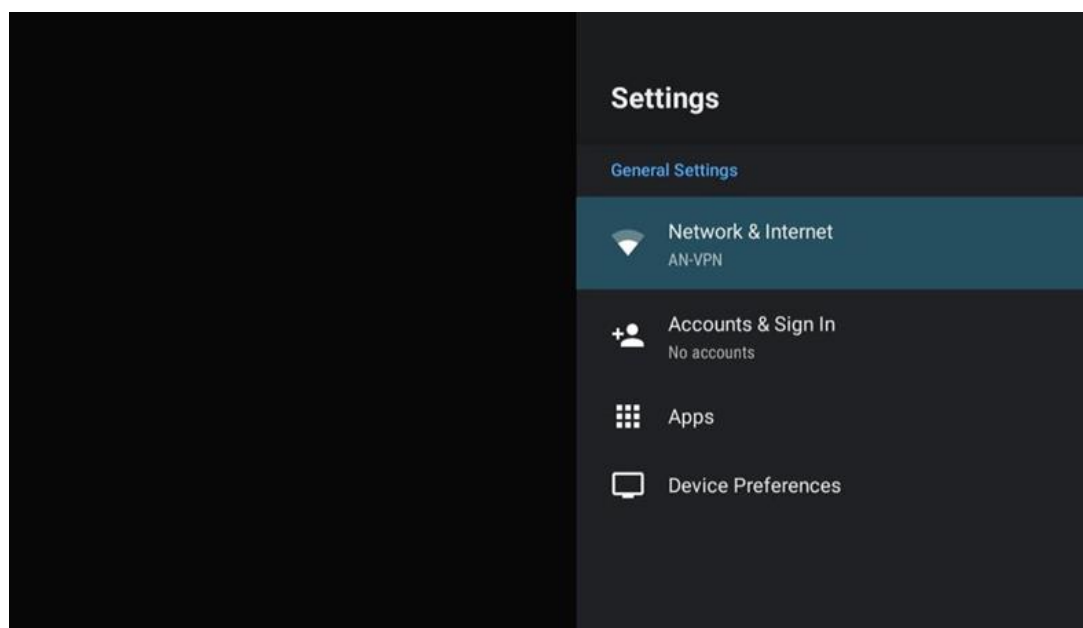 Settings
General Settings
Network & Internet
AN-VPN
Accounts & Sign In
No accounts
Apps
Device Preferences